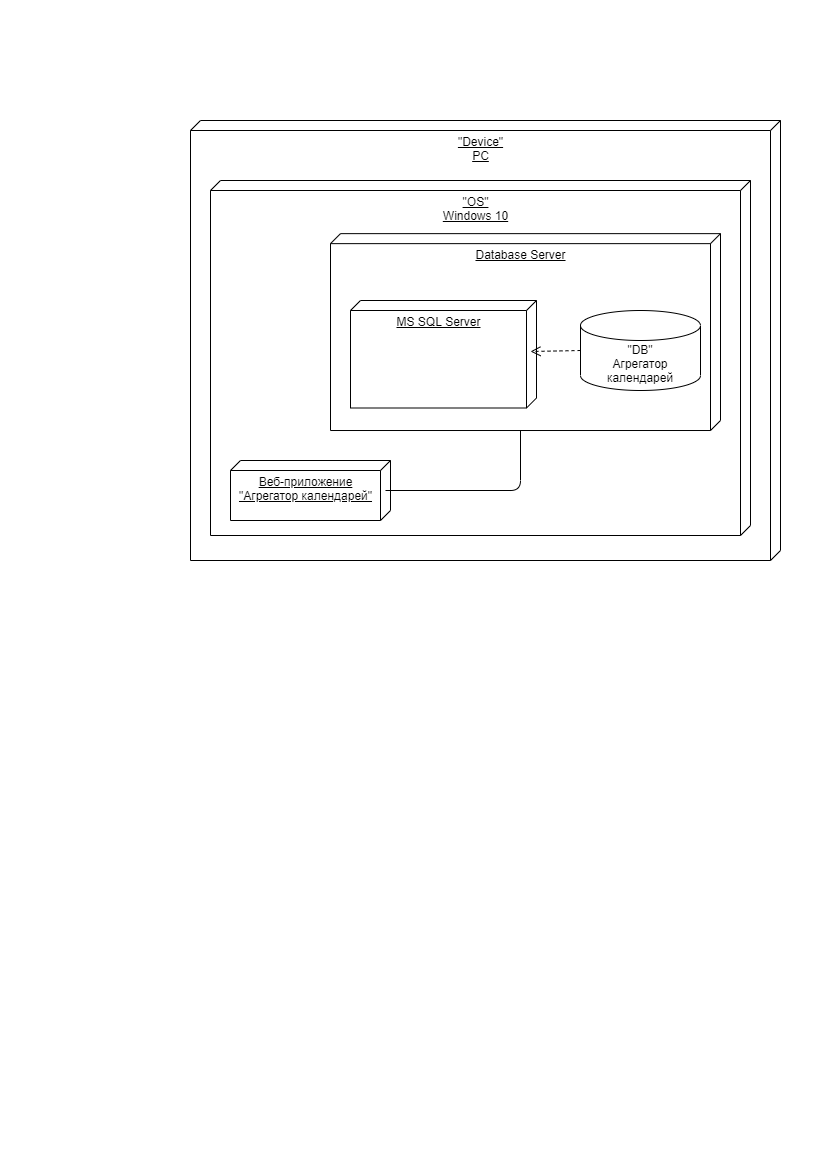 "Device"
PC
"OS"
Windows 10
Database Server
MS SQL Server
"DB"
Агрегатор
календарей
Веб-приложение
"Агрегатор календарей"